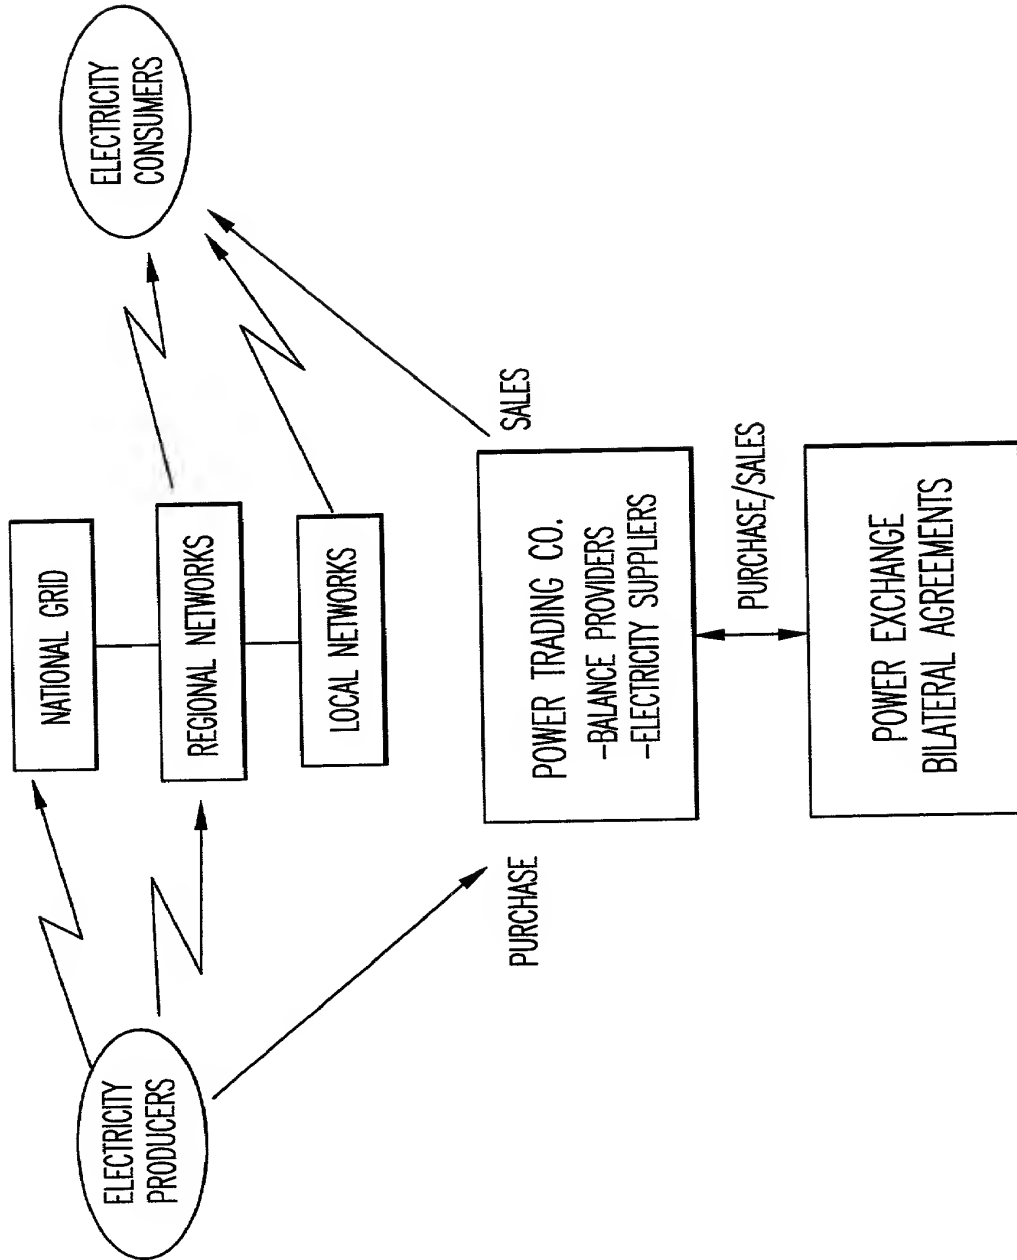 ELECTRICITY
PRODUCERS
NATIONAL GRID
REGIONAL NETWORKS
LOCAL NETWORKS
ELECTRICITY
CONSUMERS
PURCHASE
SALES
POWER TRADING CO.
-BALANCE PROVIDERS
-ELECTRICITY SUPPLIERS
PURCHASE/SALES
POWER EXCHANGE
BILATERAL AGREEMENTS